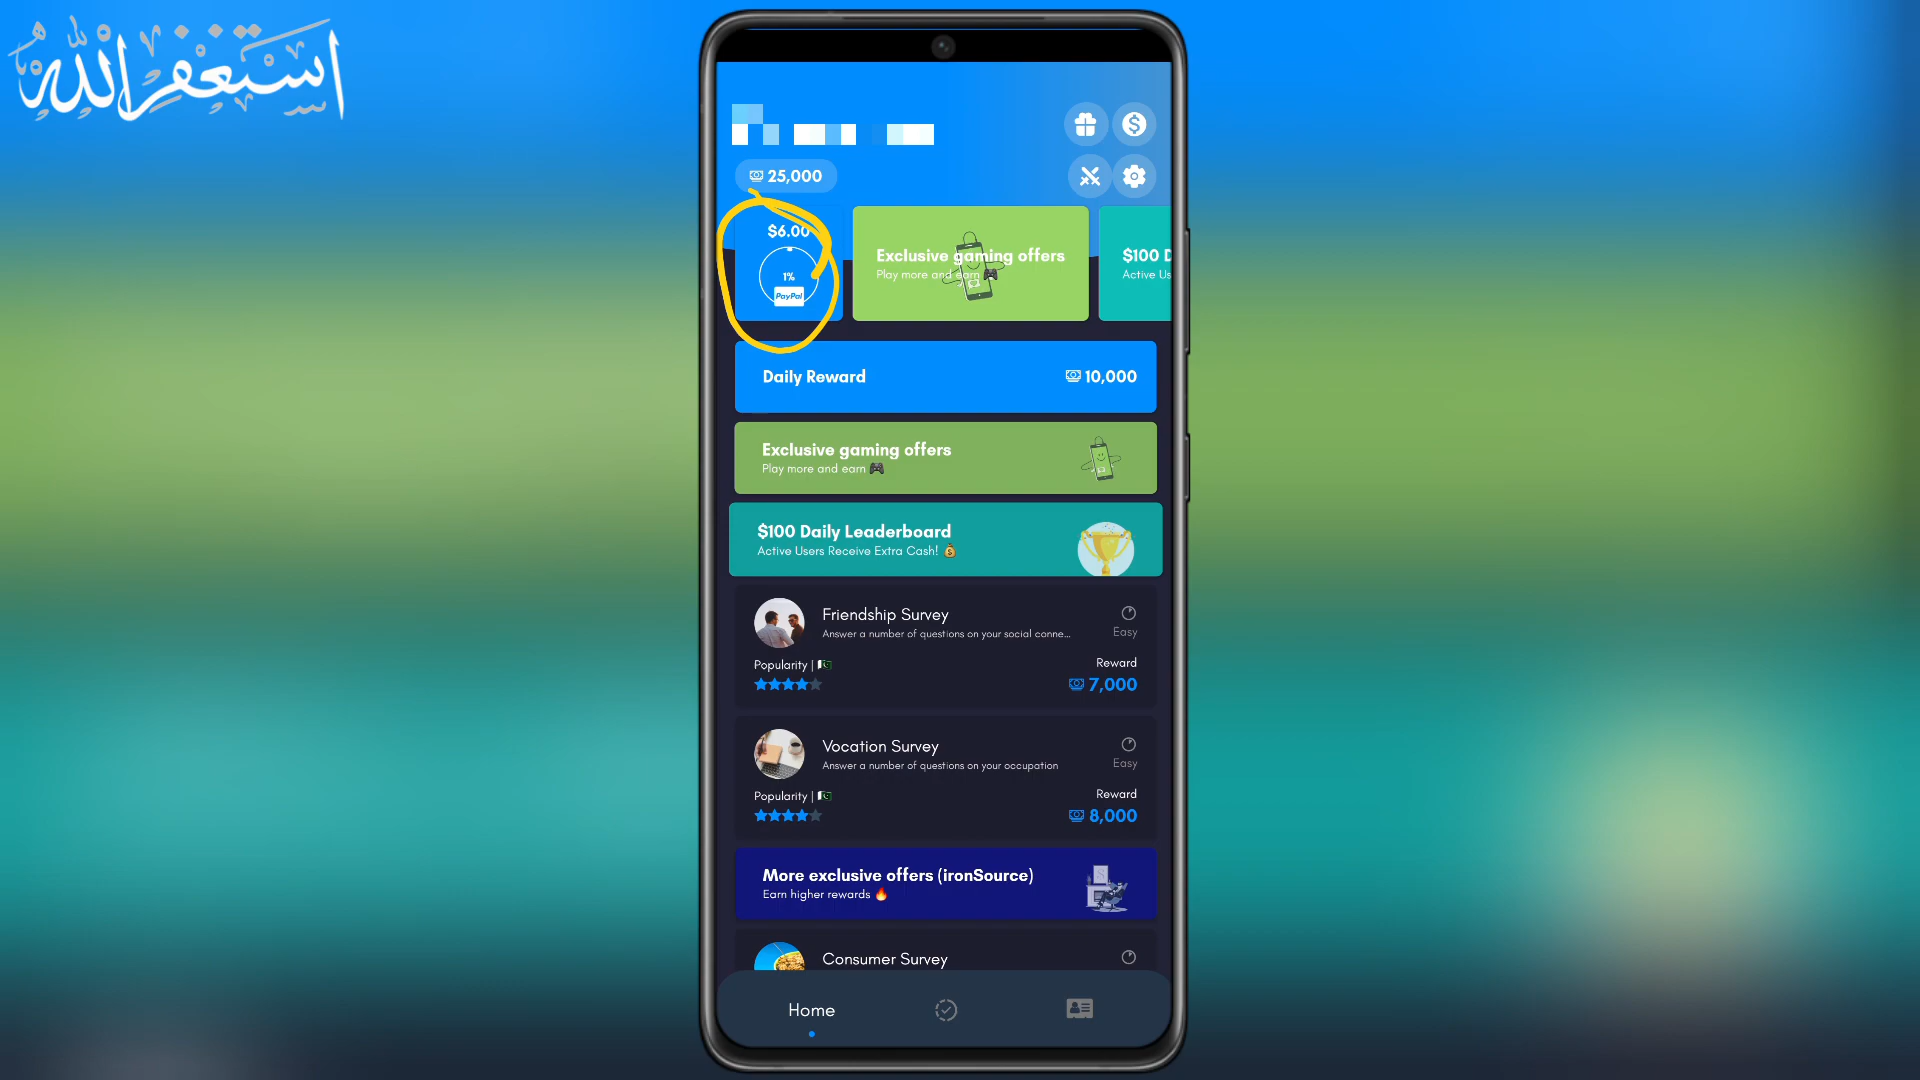 استغفر الله
25,000
$6.00
1%
PayPal
Exclusive gaming offers
Play more and earn 🎮
$100 D
Active Us
Daily Reward
10,000
Exclusive gaming offers
Play more and earn 🎮
$100 Daily Leaderboard
Active Users Receive Extra Cash! 💰
Friendship Survey
Answer a number of questions on your social conne...
Easy
Popularity | 🇵🇰
Reward
7,000
Vocation Survey
Answer a number of questions on your occupation
Easy
Popularity | 🇵🇰
Reward
8,000
More exclusive offers (ironSource)
Earn higher rewards 🔥
Consumer Survey
Home